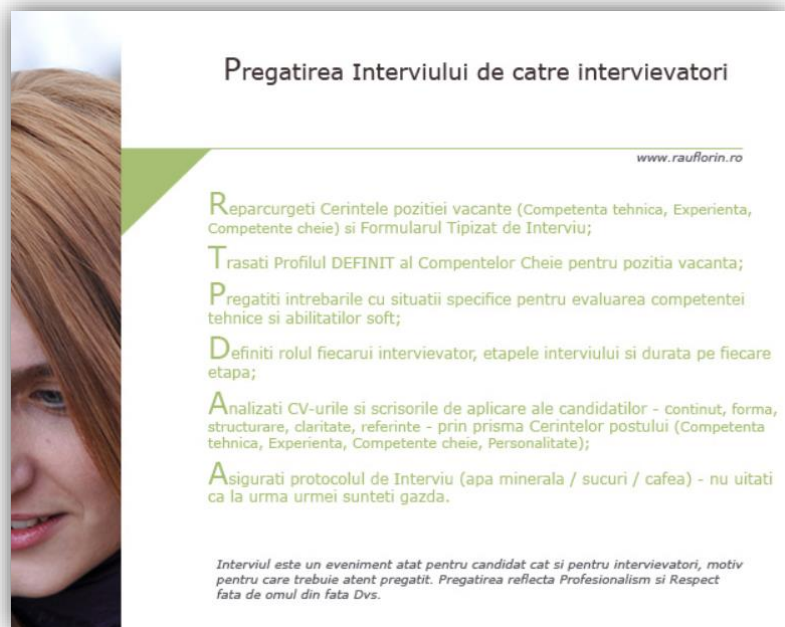 Pregatirea Interviului de catre intervievatori
www.rauflorin.ro
Reparcurgeti Cerintele pozitiei vacante (Competenta tehnica, Experienta,
Competente cheie) si Formularul Tipizat de Interviu;
Trasati Profilul DEFINIT al Compentelor Cheie pentru pozitia vacanta;
Pregatiti intrebarile cu situatii specifice pentru evaluarea competentei
tehnice si abilitatilor soft;
Definiti rolul fiecarui intervievator, etapele interviului si durata pe fiecare
etapa;
Analizati CV-urile si scrisorile de aplicare ale candidatilor - continut, forma,
structurare, claritate, referinte - prin prisma Cerintelor postului (Competenta
tehnica, Experienta, Competente cheie, Personalitate);
Asigurati protocolul de Interviu (apa minerala / sucuri / cafea) - nu uitati
ca la urma urmei sunteti gazda.
Interviul este un eveniment atat pentru candidat cat si pentru intervievatori, motiv
pentru care trebuie atent pregatit. Pregatirea reflecta Profesionalism si Respect
fata de omul din fata Dvs.